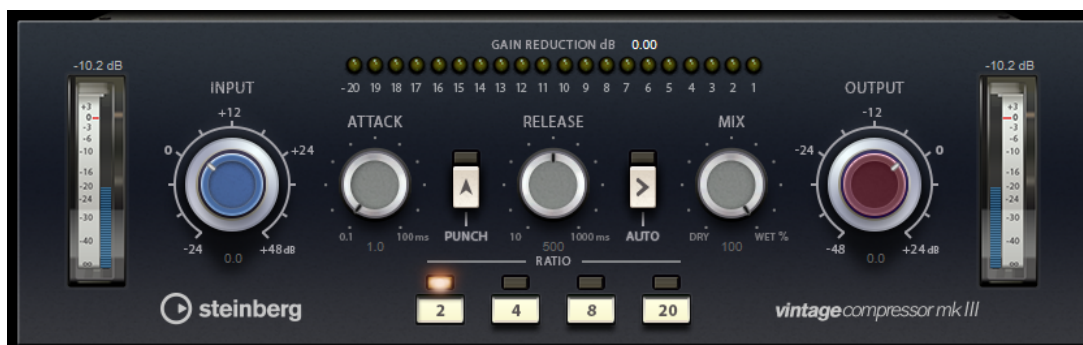 GAIN REDUCTION dB 0.00
-20 19 18 17 16 15 14 13 12 11 10 9 8 7 6 5 4 3 2 1
-10.2 dB
+3
0
-3
-6
-10
-16
-20
-24
-30
-40
∞
INPUT
+12
0 +24
-24 +48 dB
0.0
ATTACK
0.1 100 ms
1.0
PUNCH
RELEASE
10 1000 ms
500
AUTO
MIX
DRY WET %
100
OUTPUT
-12
-24 0
-48 +24 dB
0.0
-10.2 dB
+3
0
-3
-6
-10
-16
-20
-24
-30
-40
∞
RATIO
2 4 8 20
steinberg
vintage compressor mk III